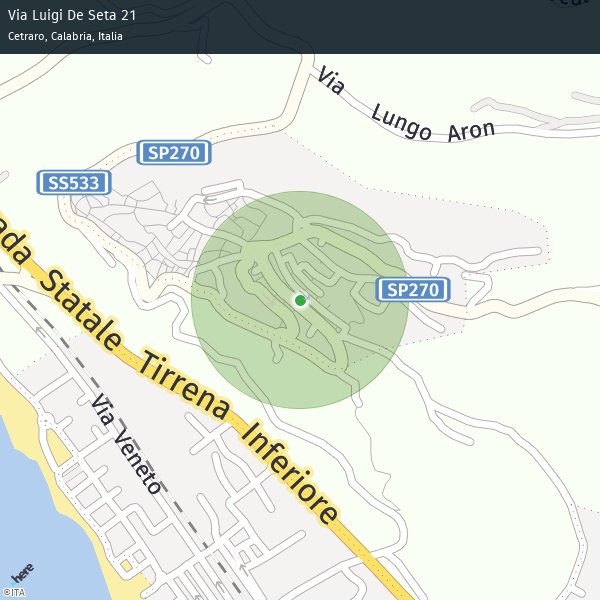 Via Luigi De Seta 21
Cetraro, Calabria, Italia
Via Lungo Aron
SP270
SS533
SP270
Statale Tirrena Inferiore
Via Veneto
here
©ITA